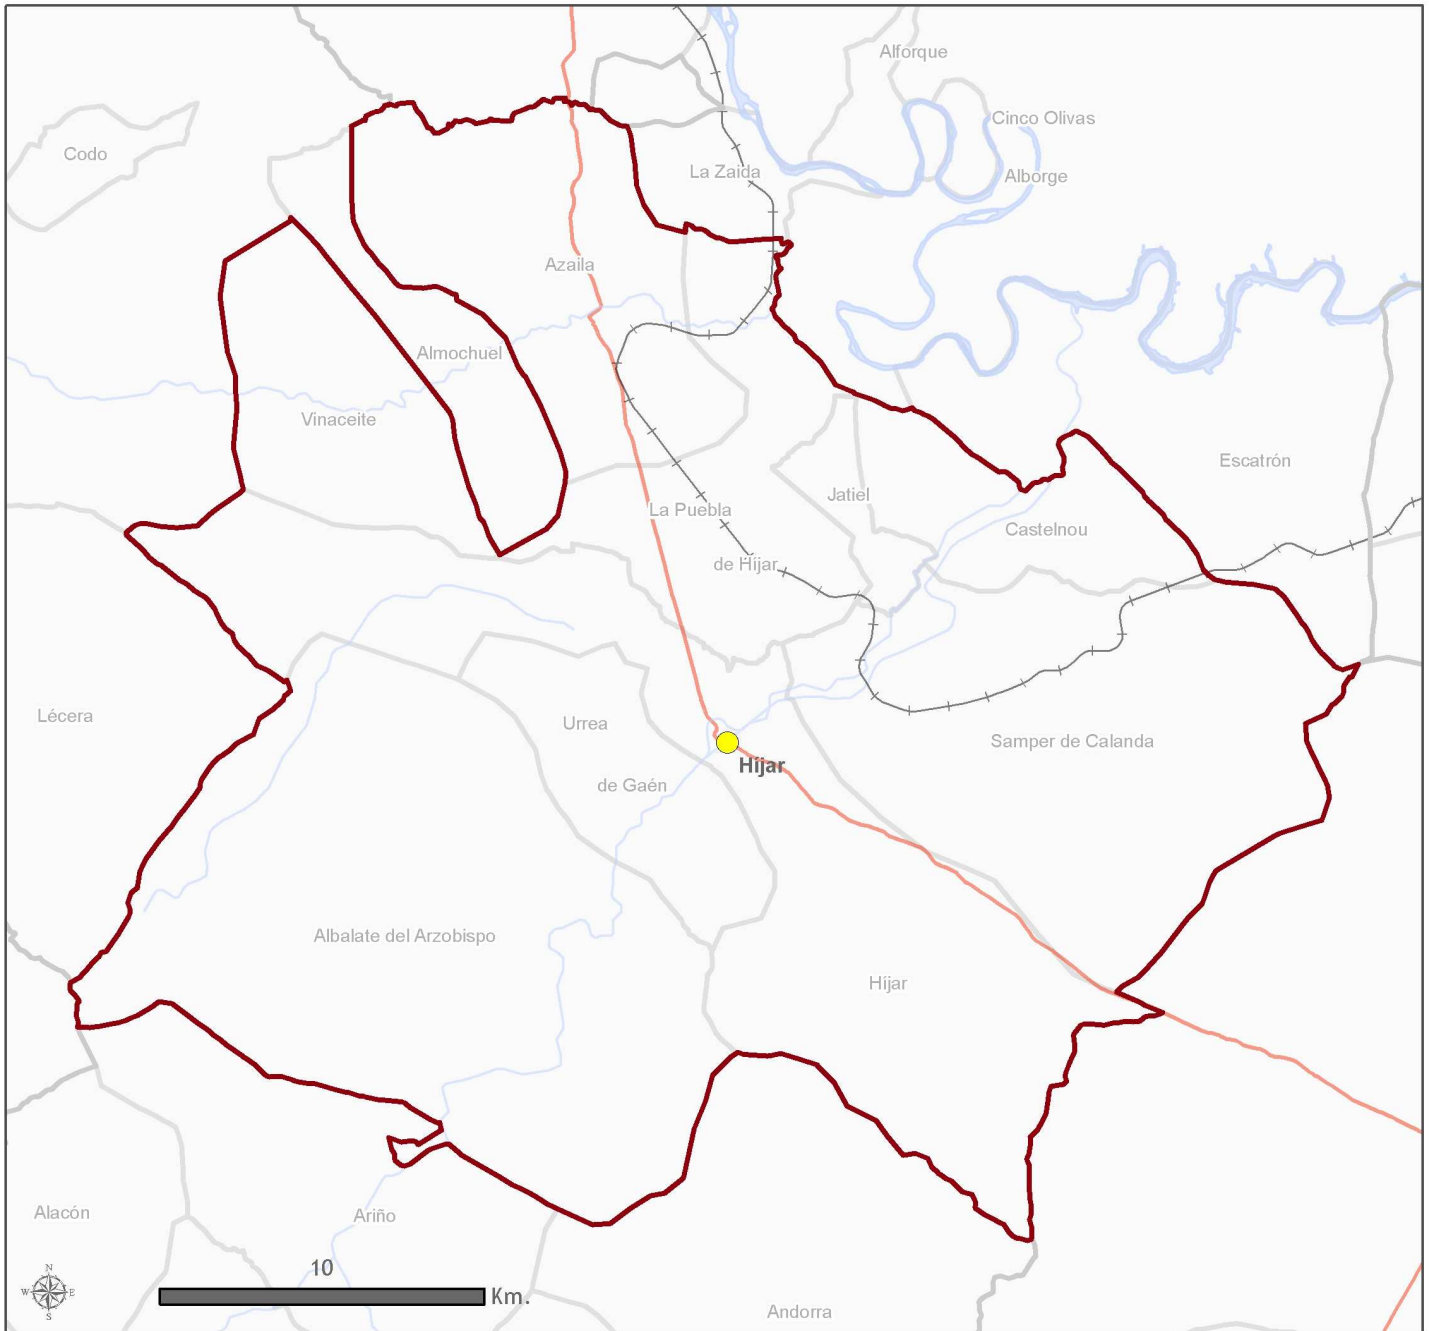 Alforque
Cinco Olivas
Codo
La Zaida
Alborge
Azaila
Almochuel
Vinaceite
Escatrón
Jatiel
La Puebla
Castelnou
de Híjar
Lécera
Urrea
Samper de Calanda
Híjar
de Gaén
Albalate del Arzobispo
Híjar
Alacón
Ariño
N
W E
S
10
Km.
Andorra